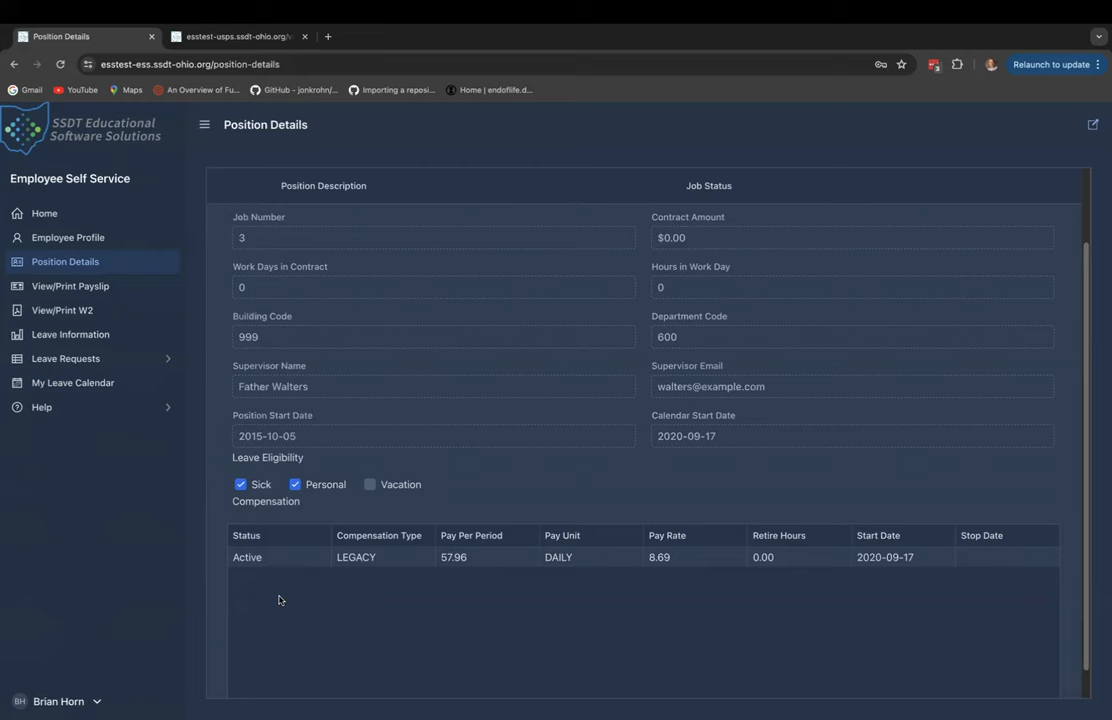 Position Details
esstest-usps.ssdt-ohio.org/v
esstest-ess.ssdt-ohio.org/position-details
3
Relaunch to update
Gmail
YouTube
Maps
An Overview of Fu...
GitHub - jonkrohn/...
Importing a reposi...
Home | endoflife.d...
SSDT Educational
Software Solutions
Position Details
Employee Self Service
Home
Employee Profile
Position Details
View/Print Payslip
View/Print W2
Leave Information
Leave Requests
My Leave Calendar
Help
BH Brian Horn
Position Description Job Status
Job Number Contract Amount
3 $0.00
Work Days in Contract Hours in Work Day
0 0
Building Code Department Code
999 600
Supervisor Name Supervisor Email
Father Walters walters@example.com
Position Start Date Calendar Start Date
2015-10-05 2020-09-17
Leave Eligibility
Sick Personal Vacation
Compensation
Status Compensation Type Pay Per Period Pay Unit Pay Rate Retire Hours Start Date Stop Date
Active LEGACY 57.96 DAILY 8.69 0.00 2020-09-17